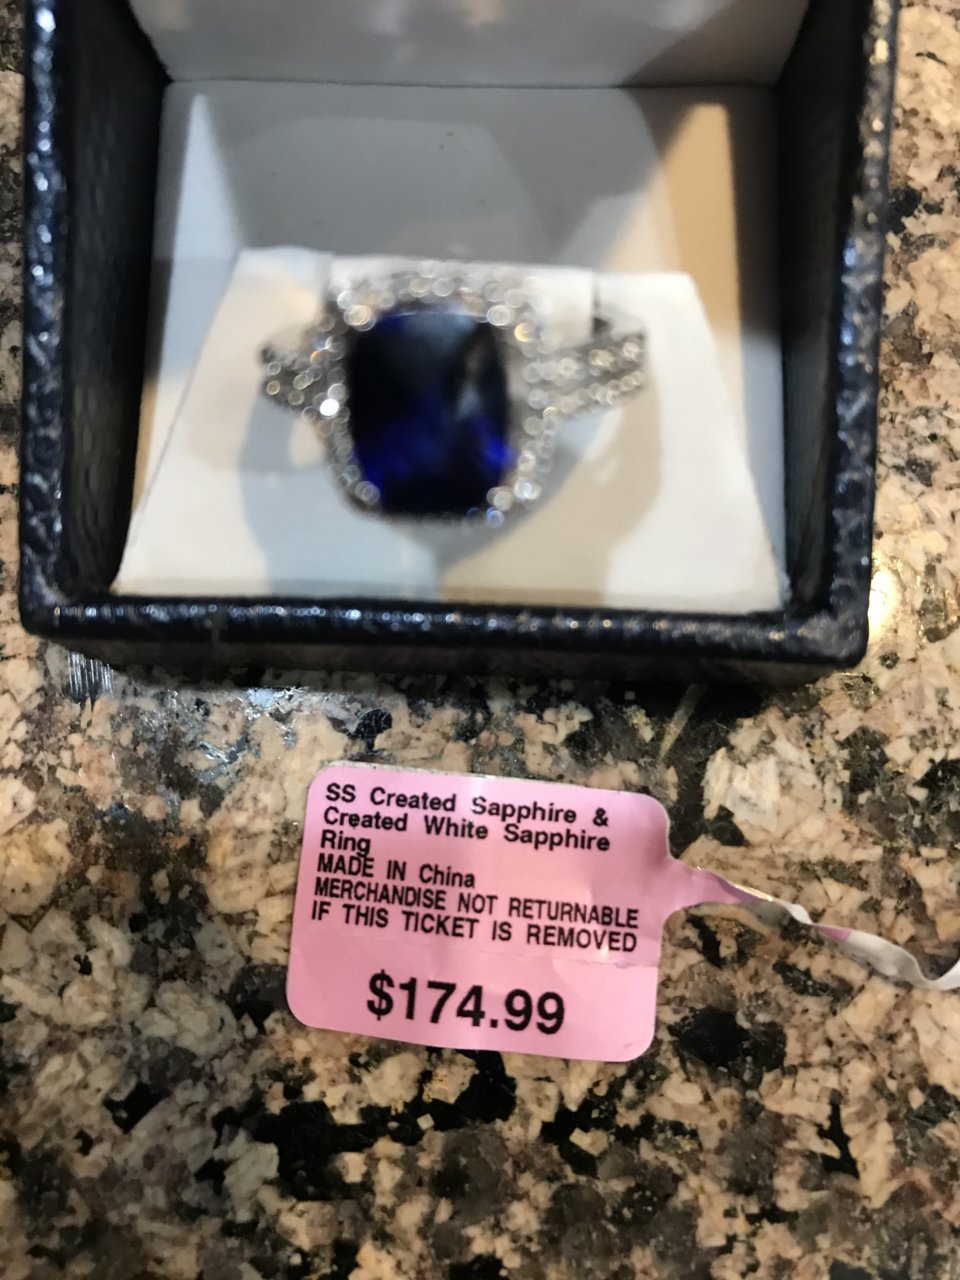 SS Created Sapphire &
Created White Sapphire
Ring
MADE IN China
MERCHANDISE NOT RETURNABLE
IF THIS TICKET IS REMOVED
$174.99